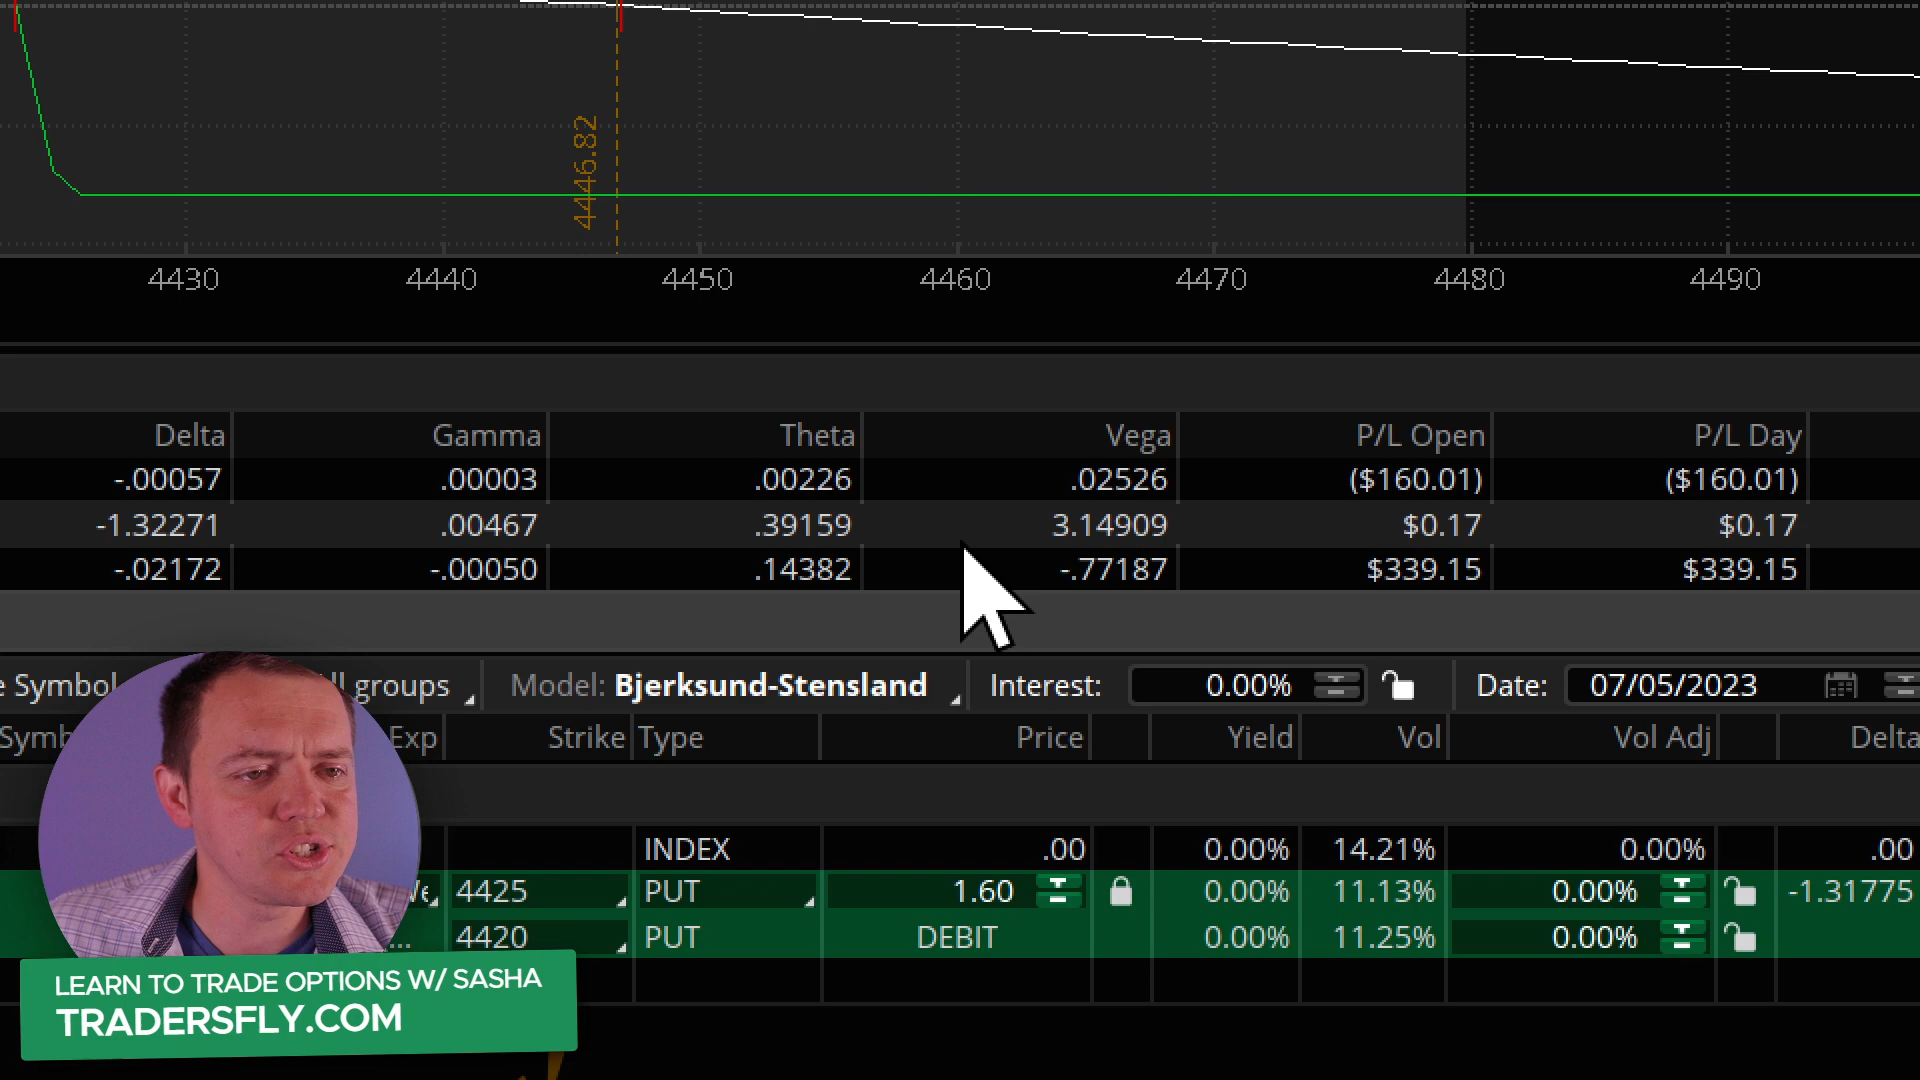 4446.82
4430 4440 4450 4460 4470 4480 4490
Delta Gamma Theta Vega P/L Open P/L Day
-.00057 .00003 .00226 .02526 ($160.01) ($160.01)
-1.32271 .00467 .39159 3.14909 $0.17 $0.17
-.02172 -.00050 .14382 -.77187 $339.15 $339.15
e Symbol ll groups Model: Bjerksund-Stensland Interest: 0.00% Date: 07/05/2023
Symb Exp Strike Type Price Yield Vol Vol Adj Delta
INDEX .00 0.00% 14.21% 0.00% .00
4425 PUT 1.60 0.00% 11.13% 0.00% -1.31775
... 4420 PUT DEBIT 0.00% 11.25% 0.00%
LEARN TO TRADE OPTIONS W/ SASHA
TRADERSFLY.COM